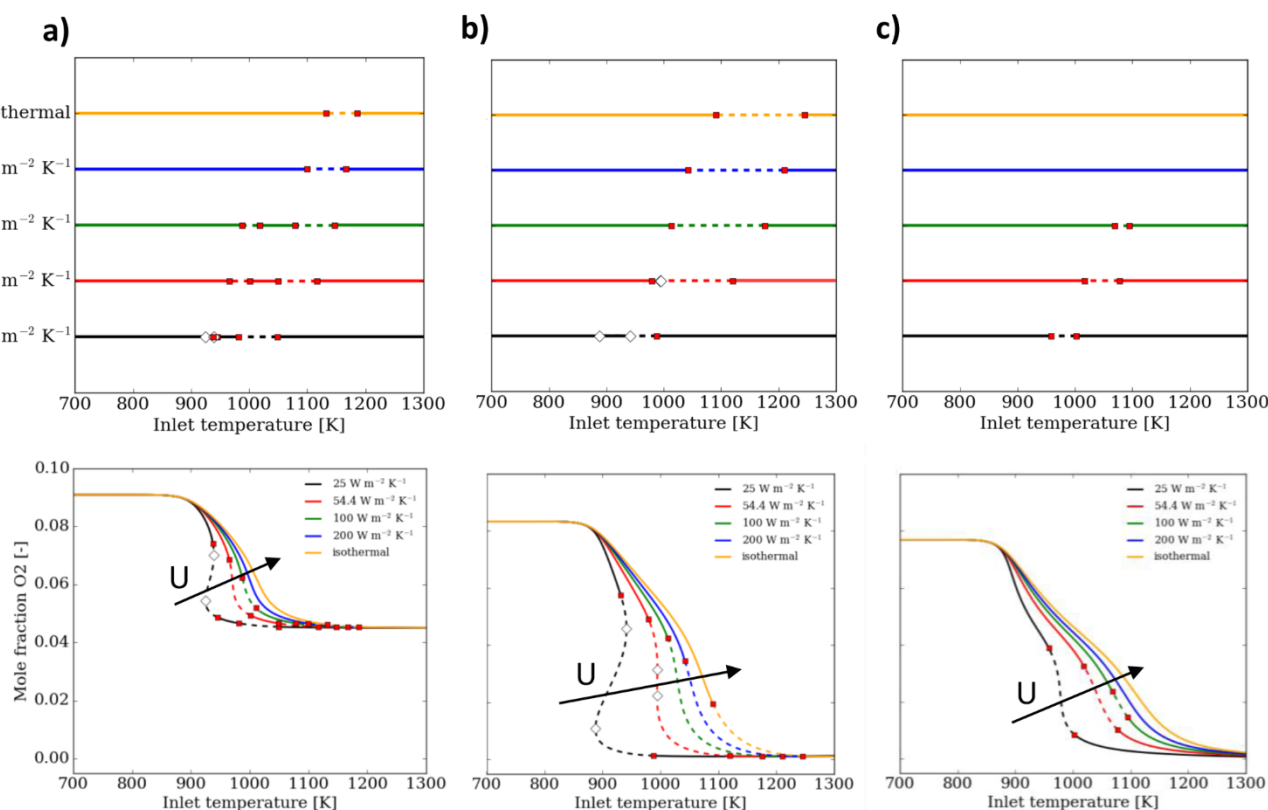 a)
b)
c)
thermal
m⁻² K⁻¹
m⁻² K⁻¹
m⁻² K⁻¹
m⁻² K⁻¹
700 800 900 1000 1100 1200 1300
Inlet temperature [K]
700 800 900 1000 1100 1200 1300
Inlet temperature [K]
700 800 900 1000 1100 1200 1300
Inlet temperature [K]
Mole fraction O2 [-]
0.10
0.08
0.06
0.04
0.02
0.00
25 W m⁻² K⁻¹
54.4 W m⁻² K⁻¹
100 W m⁻² K⁻¹
200 W m⁻² K⁻¹
isothermal
U
700 800 900 1000 1100 1200 1300
Inlet temperature [K]
25 W m⁻² K⁻¹
54.4 W m⁻² K⁻¹
100 W m⁻² K⁻¹
200 W m⁻² K⁻¹
isothermal
U
700 800 900 1000 1100 1200 1300
Inlet temperature [K]
25 W m⁻² K⁻¹
54.4 W m⁻² K⁻¹
100 W m⁻² K⁻¹
200 W m⁻² K⁻¹
isothermal
U
700 800 900 1000 1100 1200 1300
Inlet temperature [K]